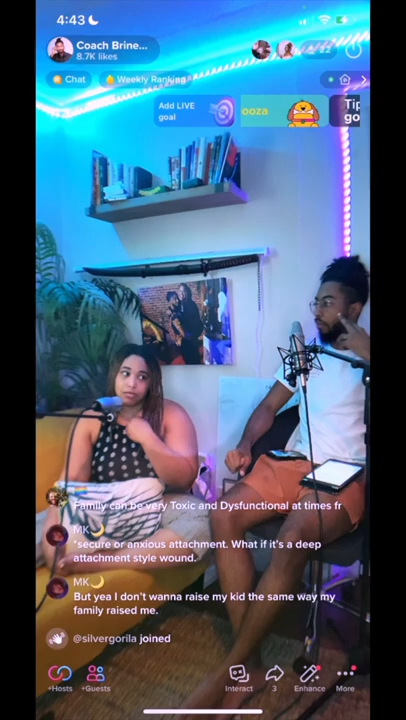 4:43
Coach Brine...
8.7K likes
Chat
Weekly Ranking
Add LIVE
goal
ooza
Tip
go
Family can be very Toxic and Dysfunctional at times fr
MK🌙
*secure or anxious attachment. What if it's a deep
attachment style wound.
MK🌙
But yea I don't wanna raise my kid the same way my
family raised me.
@silvergorila joined
+Hosts
+Guests
Interact
3
Enhance
More